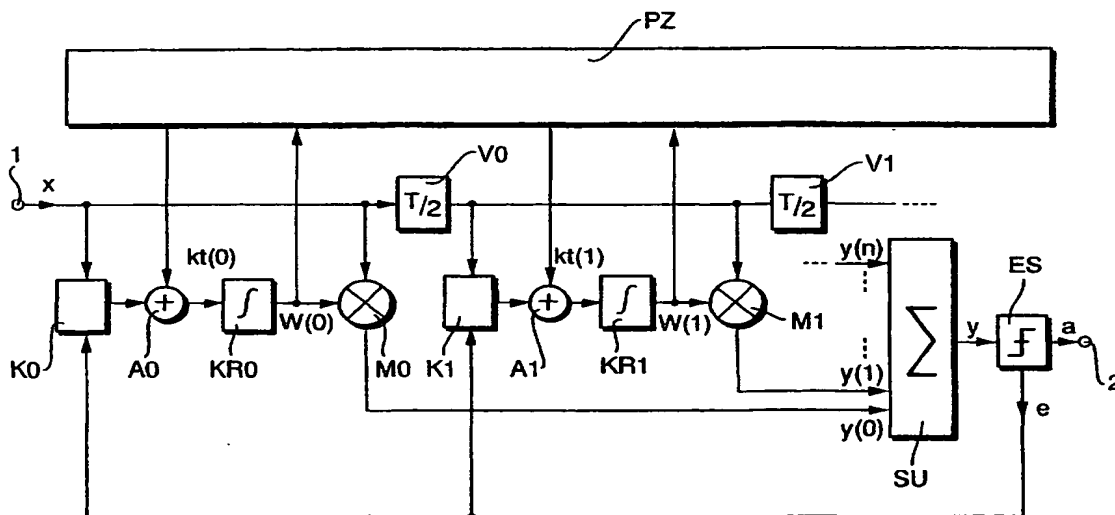 PZ
1
x
V0
T/2
V1
T/2
kt(0)
kt(1)
y(n)
ES
∫
W(0)
∫
W(1)
M1
y
a
K0
A0
KR0
M0
K1
A1
KR1
Σ
2
y(1)
y(0)
e
SU